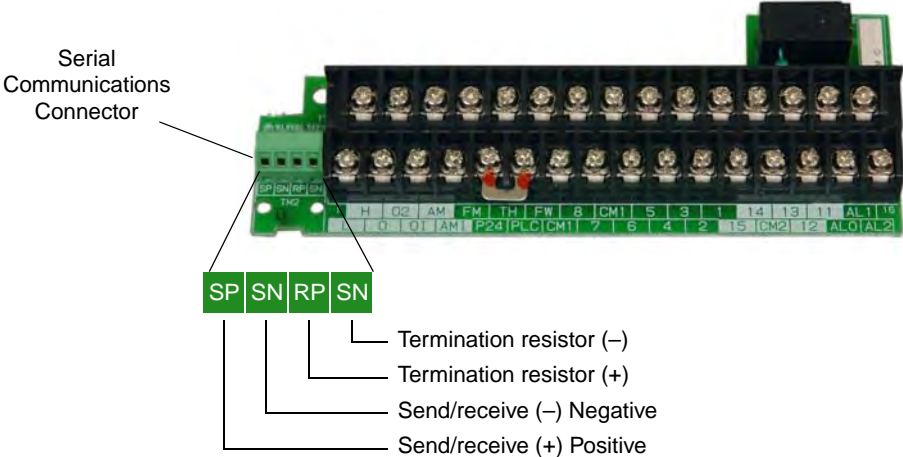 Serial
Communications
Connector
SP SN RP SN
TM2
H O2 AM FM TH FW 8 CM1 5 3 1 14 13 11 AL1 16
L O OI AMI P24 PLC CM1 7 6 4 2 15 CM2 12 AL0 AL2
SP SN RP SN
Termination resistor (–)
Termination resistor (+)
Send/receive (–) Negative
Send/receive (+) Positive